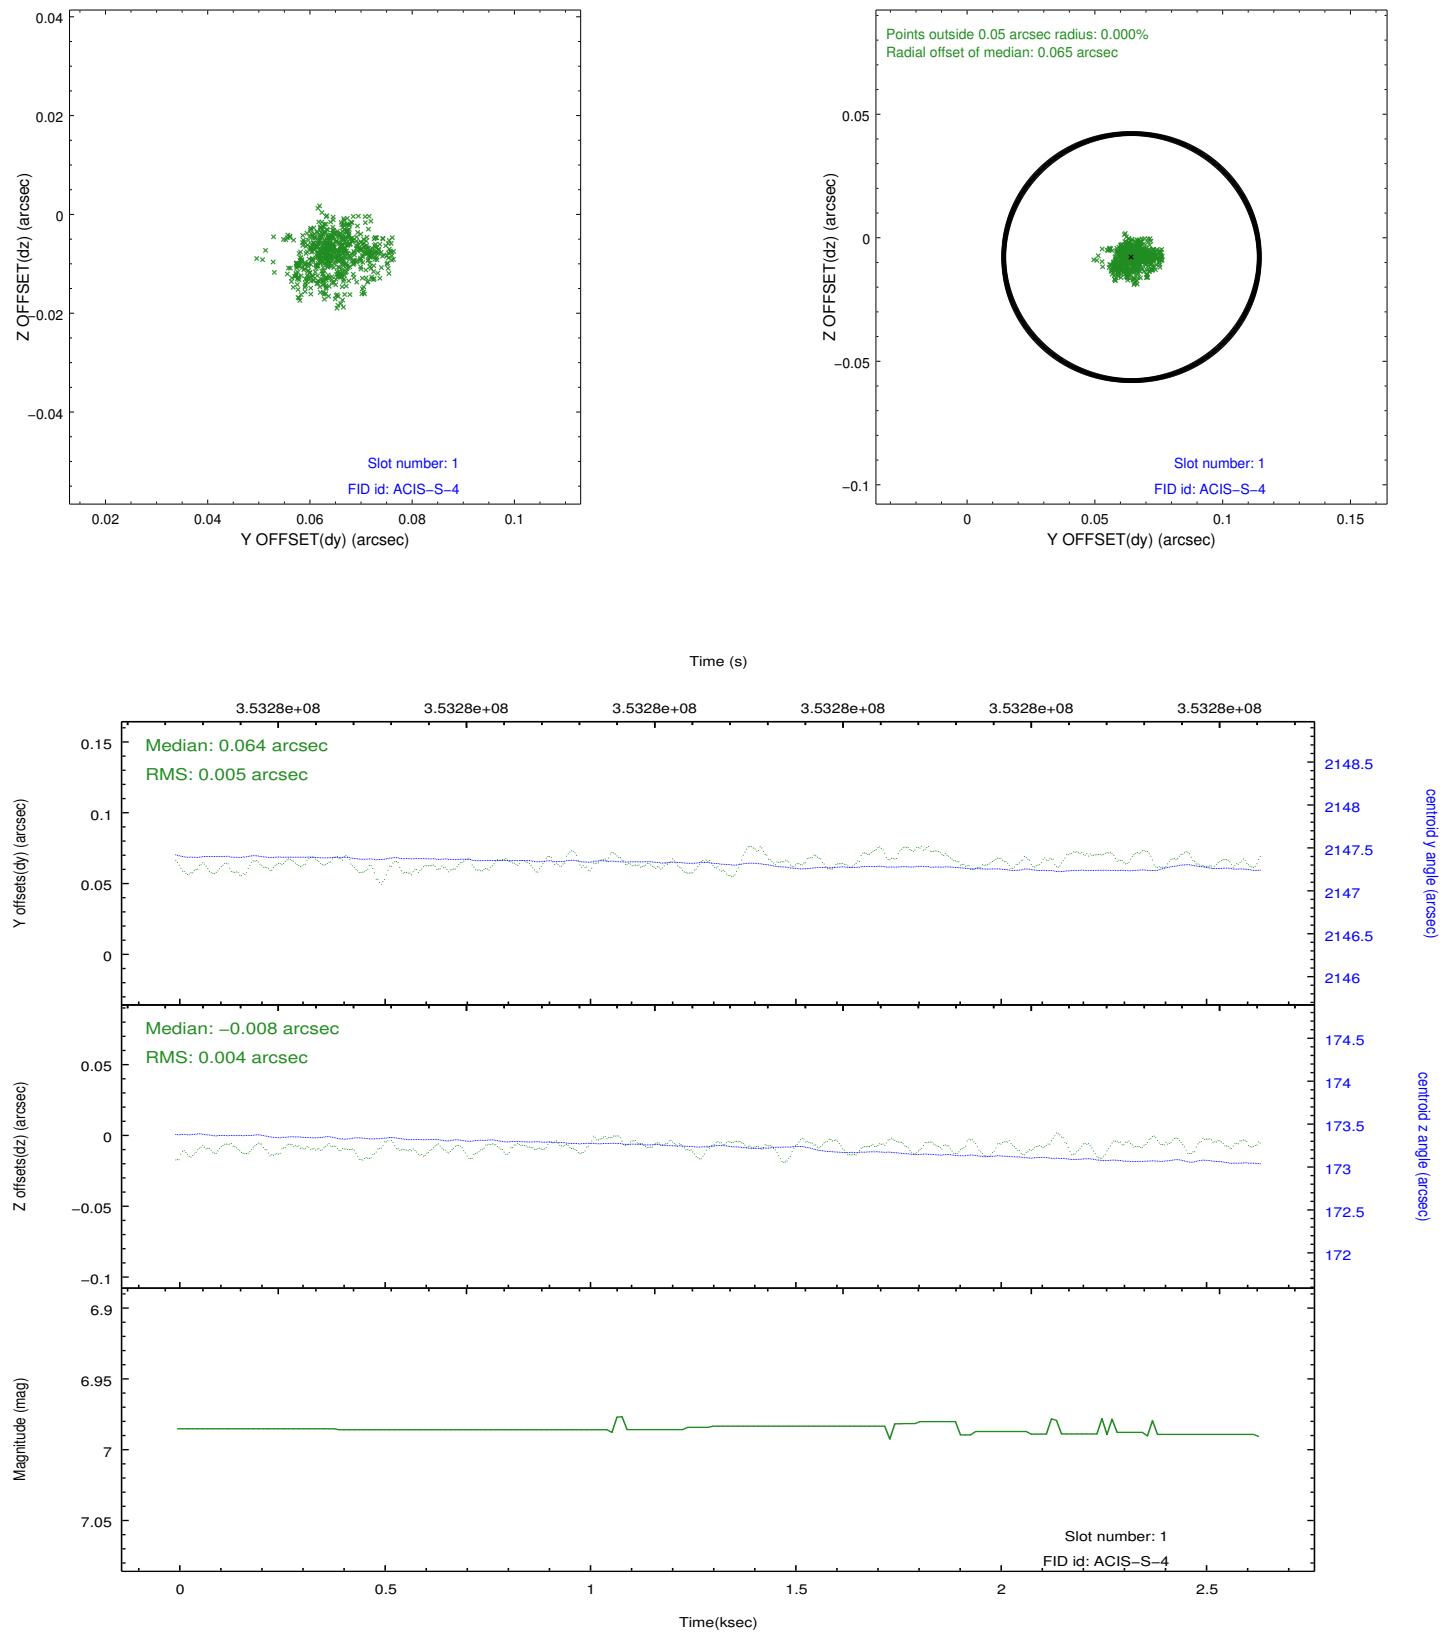 0.04
0.02
0
−0.02
−0.04
Z OFFSET(dz) (arcsec)
Slot number: 1
FID id: ACIS−S−4
0.02 0.04 0.06 0.08 0.1
Y OFFSET(dy) (arcsec)
Points outside 0.05 arcsec radius: 0.000%
Radial offset of median: 0.065 arcsec
0.05
0
−0.05
−0.1
Z OFFSET(dz) (arcsec)
Slot number: 1
FID id: ACIS−S−4
0 0.05 0.1 0.15
Y OFFSET(dy) (arcsec)
Time (s)
3.5328e+08 3.5328e+08 3.5328e+08 3.5328e+08 3.5328e+08 3.5328e+08
Median: 0.064 arcsec
RMS: 0.005 arcsec
0.15
0.1
0.05
0
Y offsets(dy) (arcsec)
2148.5
2148
2147.5
2147
2146.5
2146
centroid y angle (arcsec)
Median: −0.008 arcsec
RMS: 0.004 arcsec
0.05
0
−0.05
−0.1
Z offsets(dz) (arcsec)
174.5
174
173.5
173
172.5
172
centroid z angle (arcsec)
6.9
6.95
7
7.05
Magnitude (mag)
Slot number: 1
FID id: ACIS−S−4
0 0.5 1 1.5 2 2.5
Time(ksec)